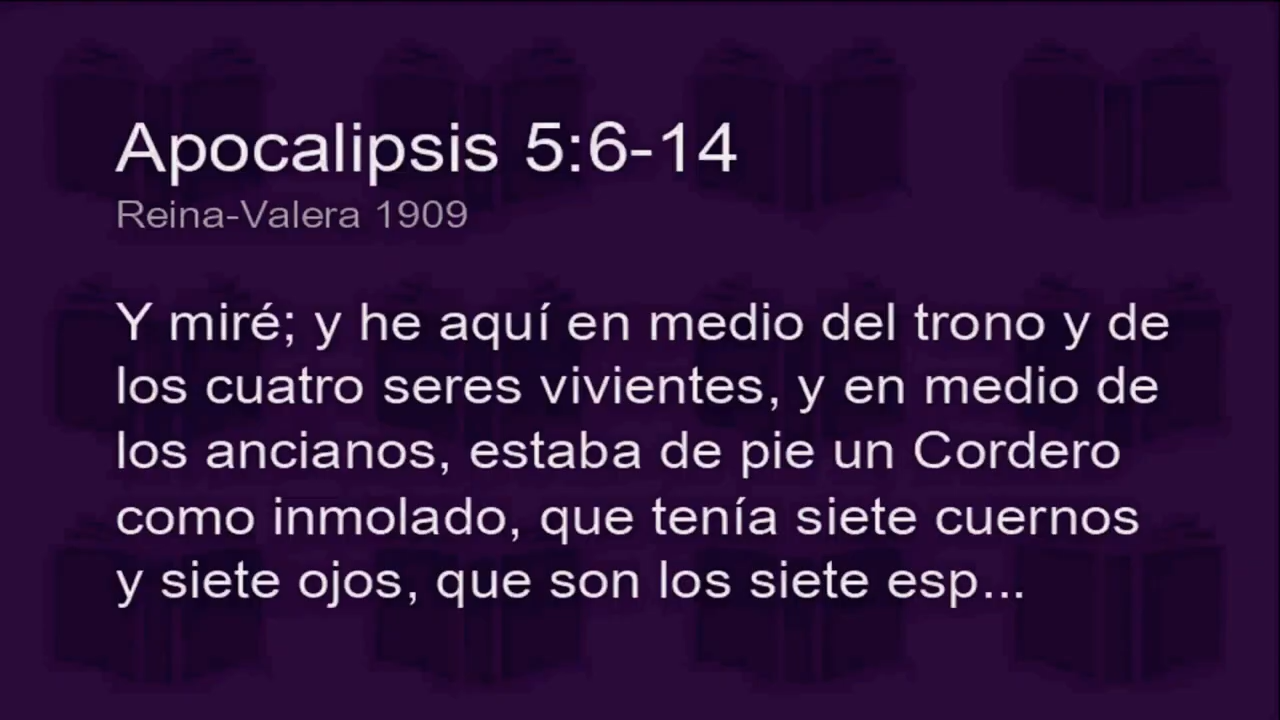 Apocalipsis 5:6-14
Reina-Valera 1909
Y miré; y he aquí en medio del trono y de
los cuatro seres vivientes, y en medio de
los ancianos, estaba de pie un Cordero
como inmolado, que tenía siete cuernos
y siete ojos, que son los siete esp...